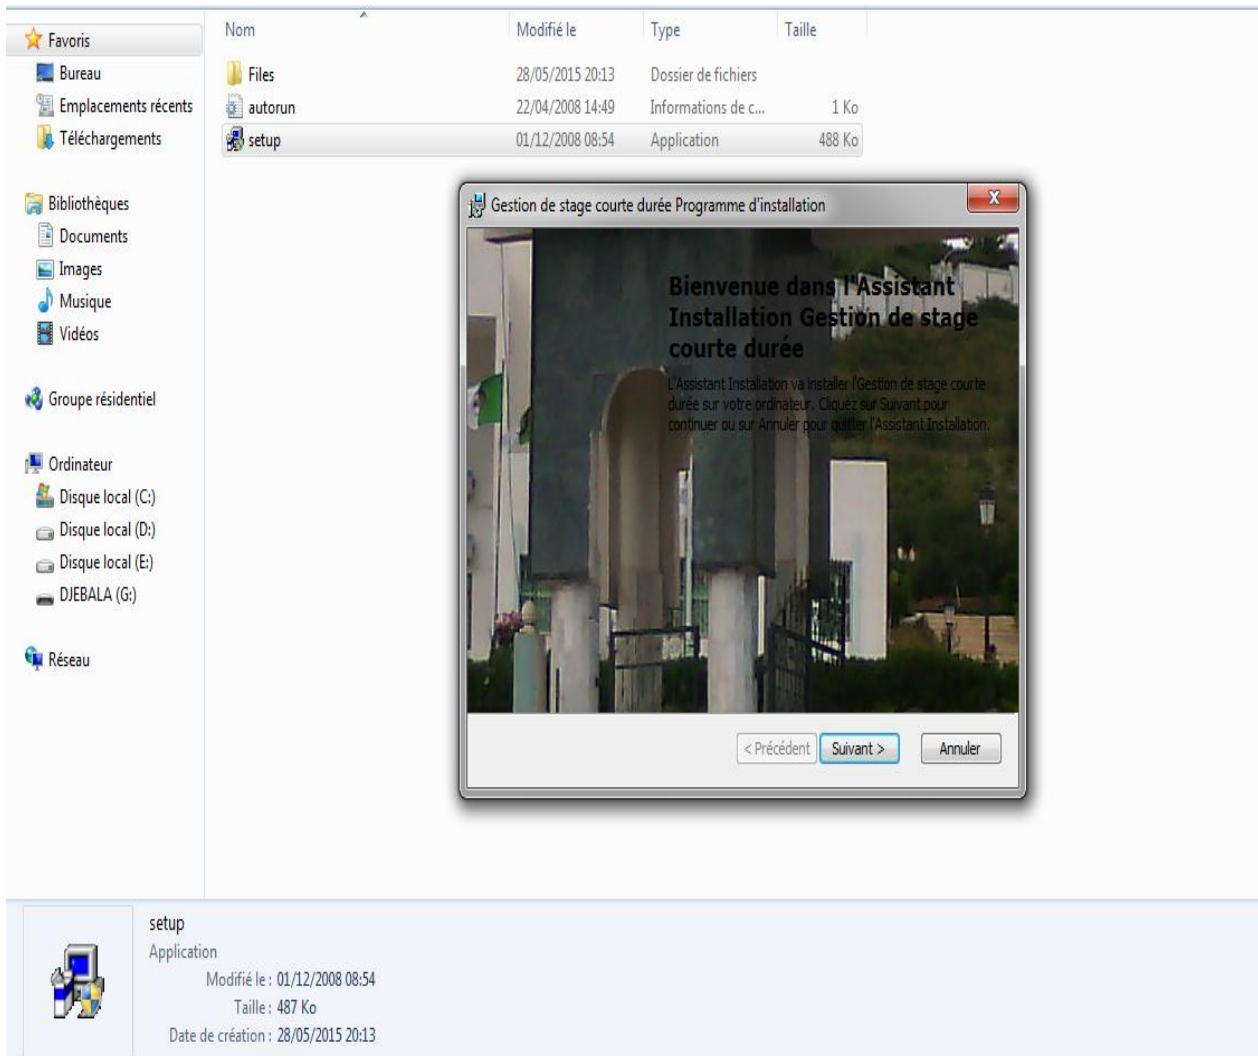 Nom Modifié le Type Taille
Favoris
Bureau
Emplacements récents
Téléchargements
Bibliothèques
Documents
Images
Musique
Vidéos
Groupe résidentiel
Ordinateur
Disque local (C:)
Disque local (D:)
Disque local (E:)
DJEBALA (G:)
Réseau
Files 28/05/2015 20:13 Dossier de fichiers
autorun 22/04/2008 14:49 Informations de c... 1 Ko
setup 01/12/2008 08:54 Application 488 Ko
Gestion de stage courte durée Programme d'installation
Bienvenue dans l'Assistant
Installation Gestion de stage
courte durée
L'Assistant Installation va installer l'Gestion de stage courte
durée sur votre ordinateur. Cliquez sur Suivant pour
continuer ou sur Annuler pour quitter l'Assistant Installation.
< Précédent Suivant > Annuler
setup
Application
Modifié le : 01/12/2008 08:54
Taille : 487 Ko
Date de création : 28/05/2015 20:13